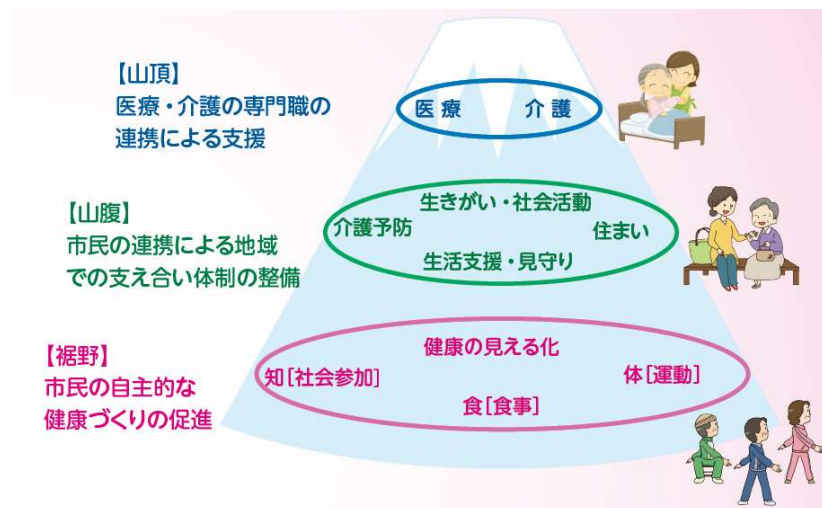 【山頂】
医療・介護の専門職の
連携による支援
医療 介護
【山腹】
市民の連携による地域
での支え合い体制の整備
生きがい・社会活動
介護予防 住まい
生活支援・見守り
【裾野】
市民の自主的な
健康づくりの促進
健康の見える化
知[社会参加] 体[運動]
食[食事]